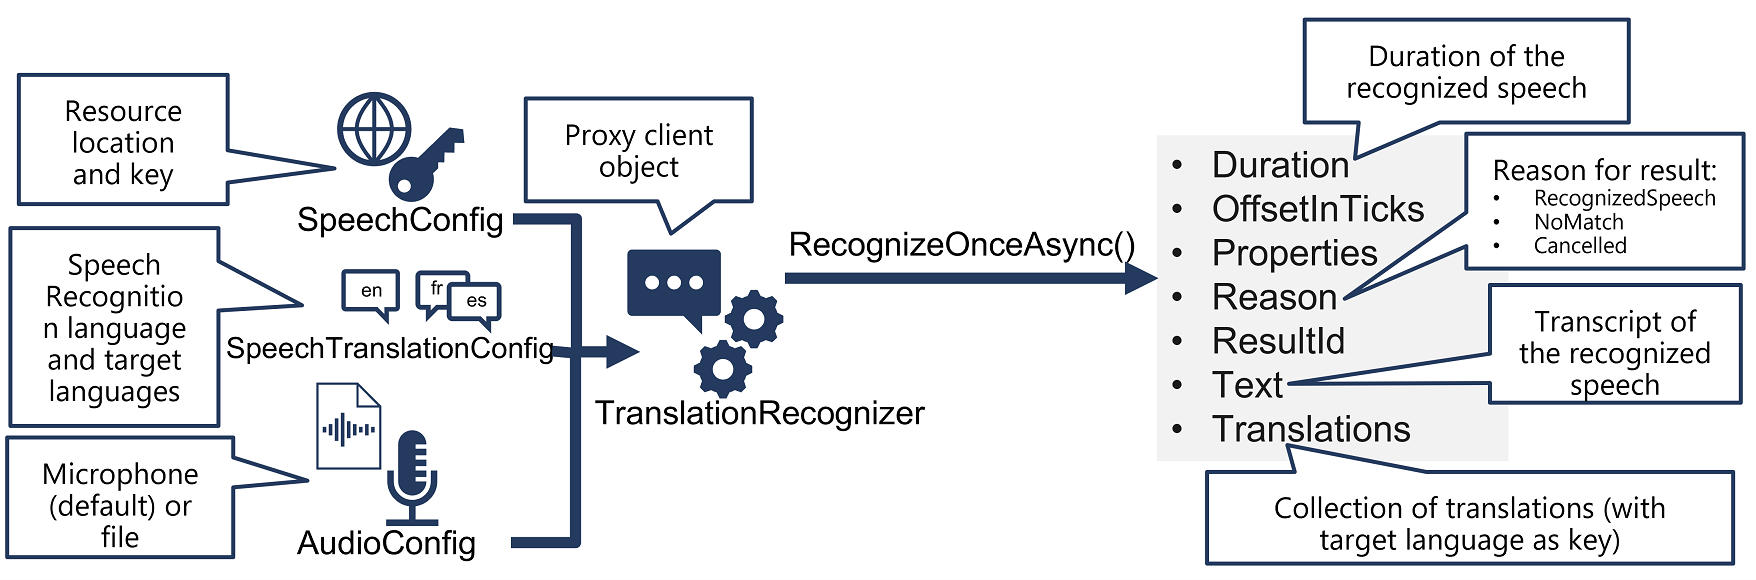 Resource
location
and key
SpeechConfig
Speech
Recognitio
n language
and target
languages
en
fr
es
SpeechTranslationConfig
Microphone
(default) or
file
AudioConfig
Proxy client
object
TranslationRecognizer
RecognizeOnceAsync()
Duration of the
recognized speech
• Duration
• OffsetInTicks
• Properties
• Reason
• ResultId
• Text
• Translations
Reason for result:
• RecognizedSpeech
• NoMatch
• Cancelled
Transcript of
the recognized
speech
Collection of translations (with
target language as key)